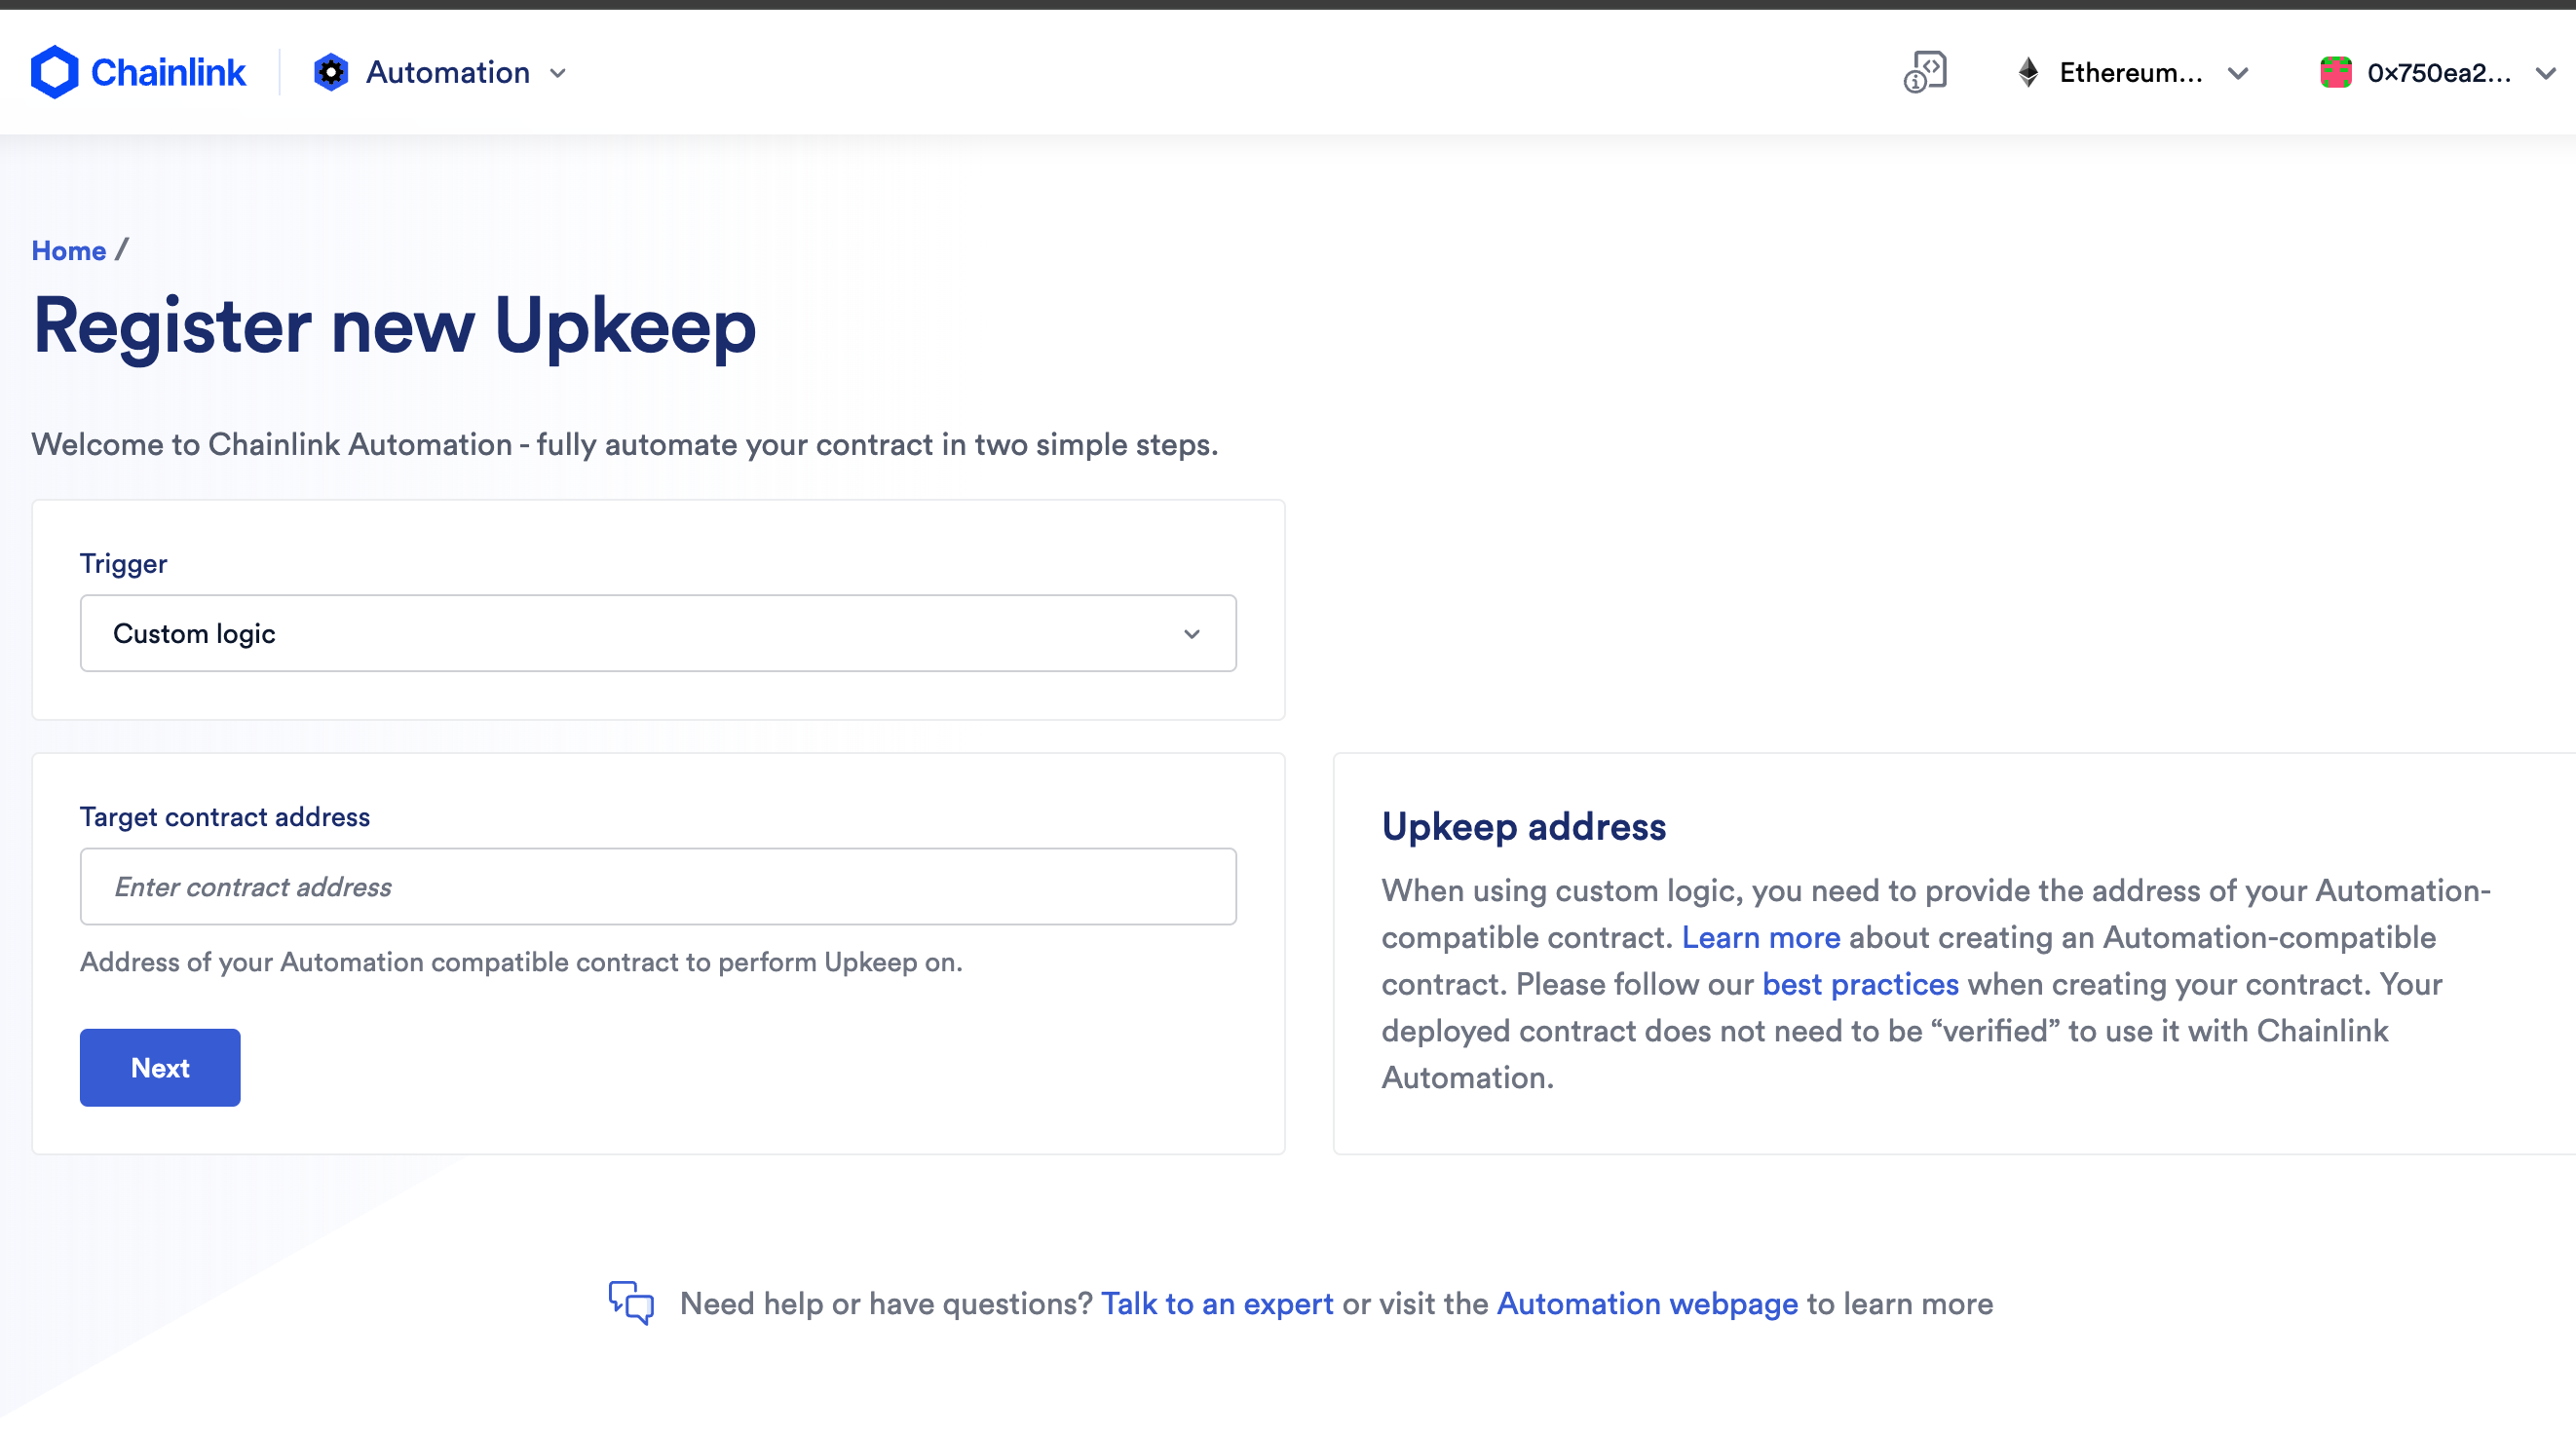 Chainlink
Automation
Ethereum...
0x750ea2...
Home /
Register new Upkeep
Welcome to Chainlink Automation - fully automate your contract in two simple steps.
Trigger
Custom logic
Target contract address
Enter contract address
Address of your Automation compatible contract to perform Upkeep on.
Next
Upkeep address
When using custom logic, you need to provide the address of your Automation-
compatible contract. Learn more about creating an Automation-compatible
contract. Please follow our best practices when creating your contract. Your
deployed contract does not need to be “verified” to use it with Chainlink
Automation.
Need help or have questions? Talk to an expert or visit the Automation webpage to learn more